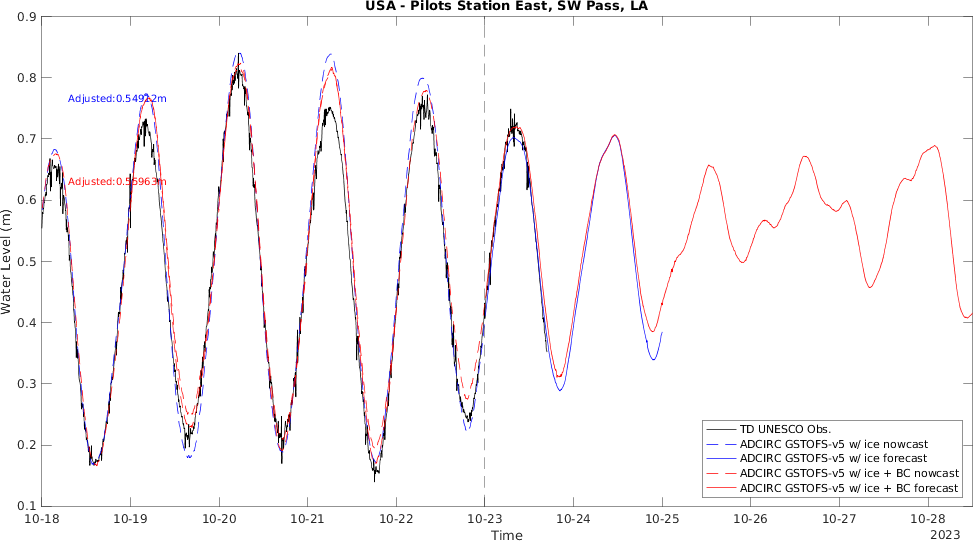 USA - Pilots Station East, SW Pass, LA
0.9
0.8
0.7
0.6
0.5
0.4
0.3
0.2
0.1
Water Level (m)
Adjusted:0.54912m
Adjusted:0.55963m
TD UNESCO Obs.
ADCIRC GSTOFS-v5 w/ ice nowcast
ADCIRC GSTOFS-v5 w/ ice forecast
ADCIRC GSTOFS-v5 w/ ice + BC nowcast
ADCIRC GSTOFS-v5 w/ ice + BC forecast
10-18 10-19 10-20 10-21 10-22 10-23 10-24 10-25 10-26 10-27 10-28
Time
2023